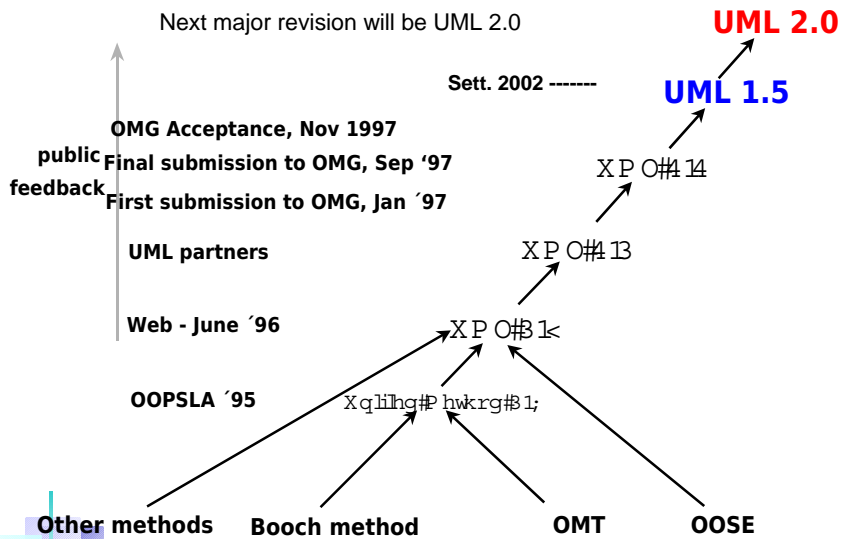 Next major revision will be UML 2.0
UML 2.0
Sett. 2002 -------
UML 1.5
OMG Acceptance, Nov 1997
public
feedback
Final submission to OMG, Sep ‘97
XPO#414
First submission to OMG, Jan ´97
UML partners
XPO#413
Web - June ´96
XPO#31<
OOPSLA ´95
Xqlilhg#Phwkrg#31;
Other methods
Booch method
OMT
OOSE